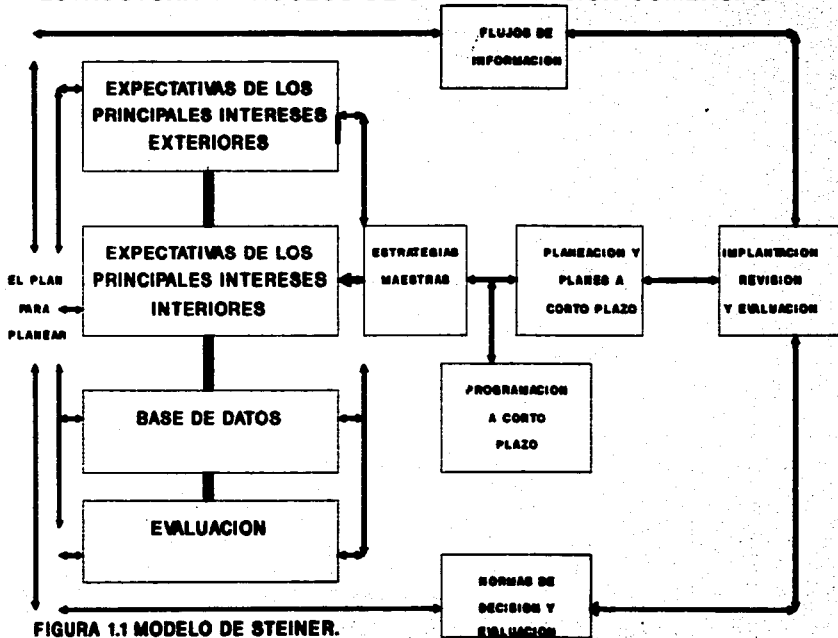 FLUJOS DE
INFORMACION
EXPECTATIVAS DE LOS
PRINCIPALES INTERESES
EXTERIORES
EXPECTATIVAS DE LOS
PRINCIPALES INTERESES
INTERIORES
EL PLAN
PARA
PLANEAR
ESTRATEGIAS
MAESTRAS
PLANEACION Y
PLANES A
CORTO PLAZO
IMPLANTACION
REVISION
Y EVALUACION
PROGRAMACION
A CORTO
PLAZO
BASE DE DATOS
EVALUACION
NORMAS DE
DECISION Y
EVALUACION
FIGURA 1.1 MODELO DE STEINER.